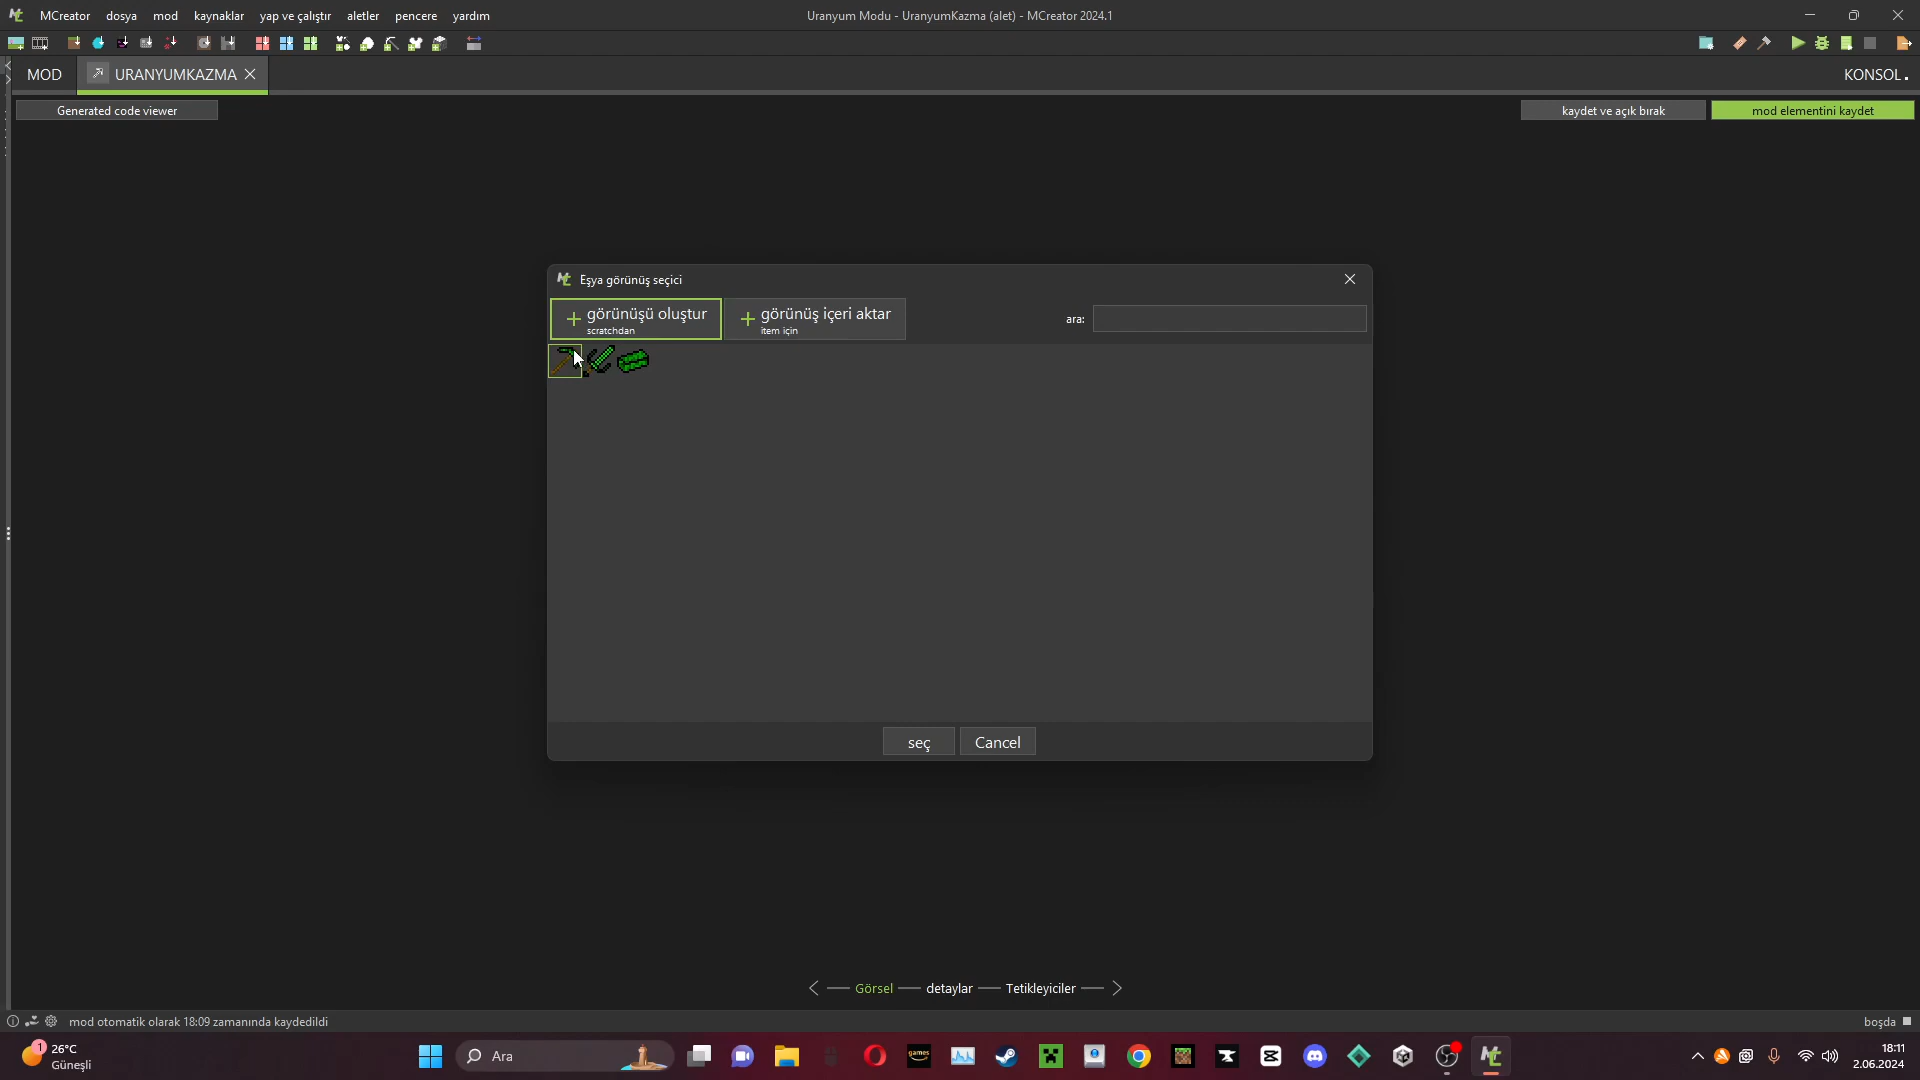 MCreator dosya mod kaynaklar yap ve çalıştır aletler pencere yardım
Uranyum Modu - UranyumKazma (alet) - MCreator 2024.1
MOD URANYUMKAZMA KONSOL
Generated code viewer
kaydet ve açık bırak mod elementini kaydet
Eşya görünüş seçici
görünüşü oluştur
scratchdan
görünüş içeri aktar
item için
ara:
seç Cancel
Görsel detaylar Tetikleyiciler
mod otomatik olarak 18:09 zamanında kaydedildi
boşda
1
26°C
Güneşli
Ara
games
18:11
2.06.2024